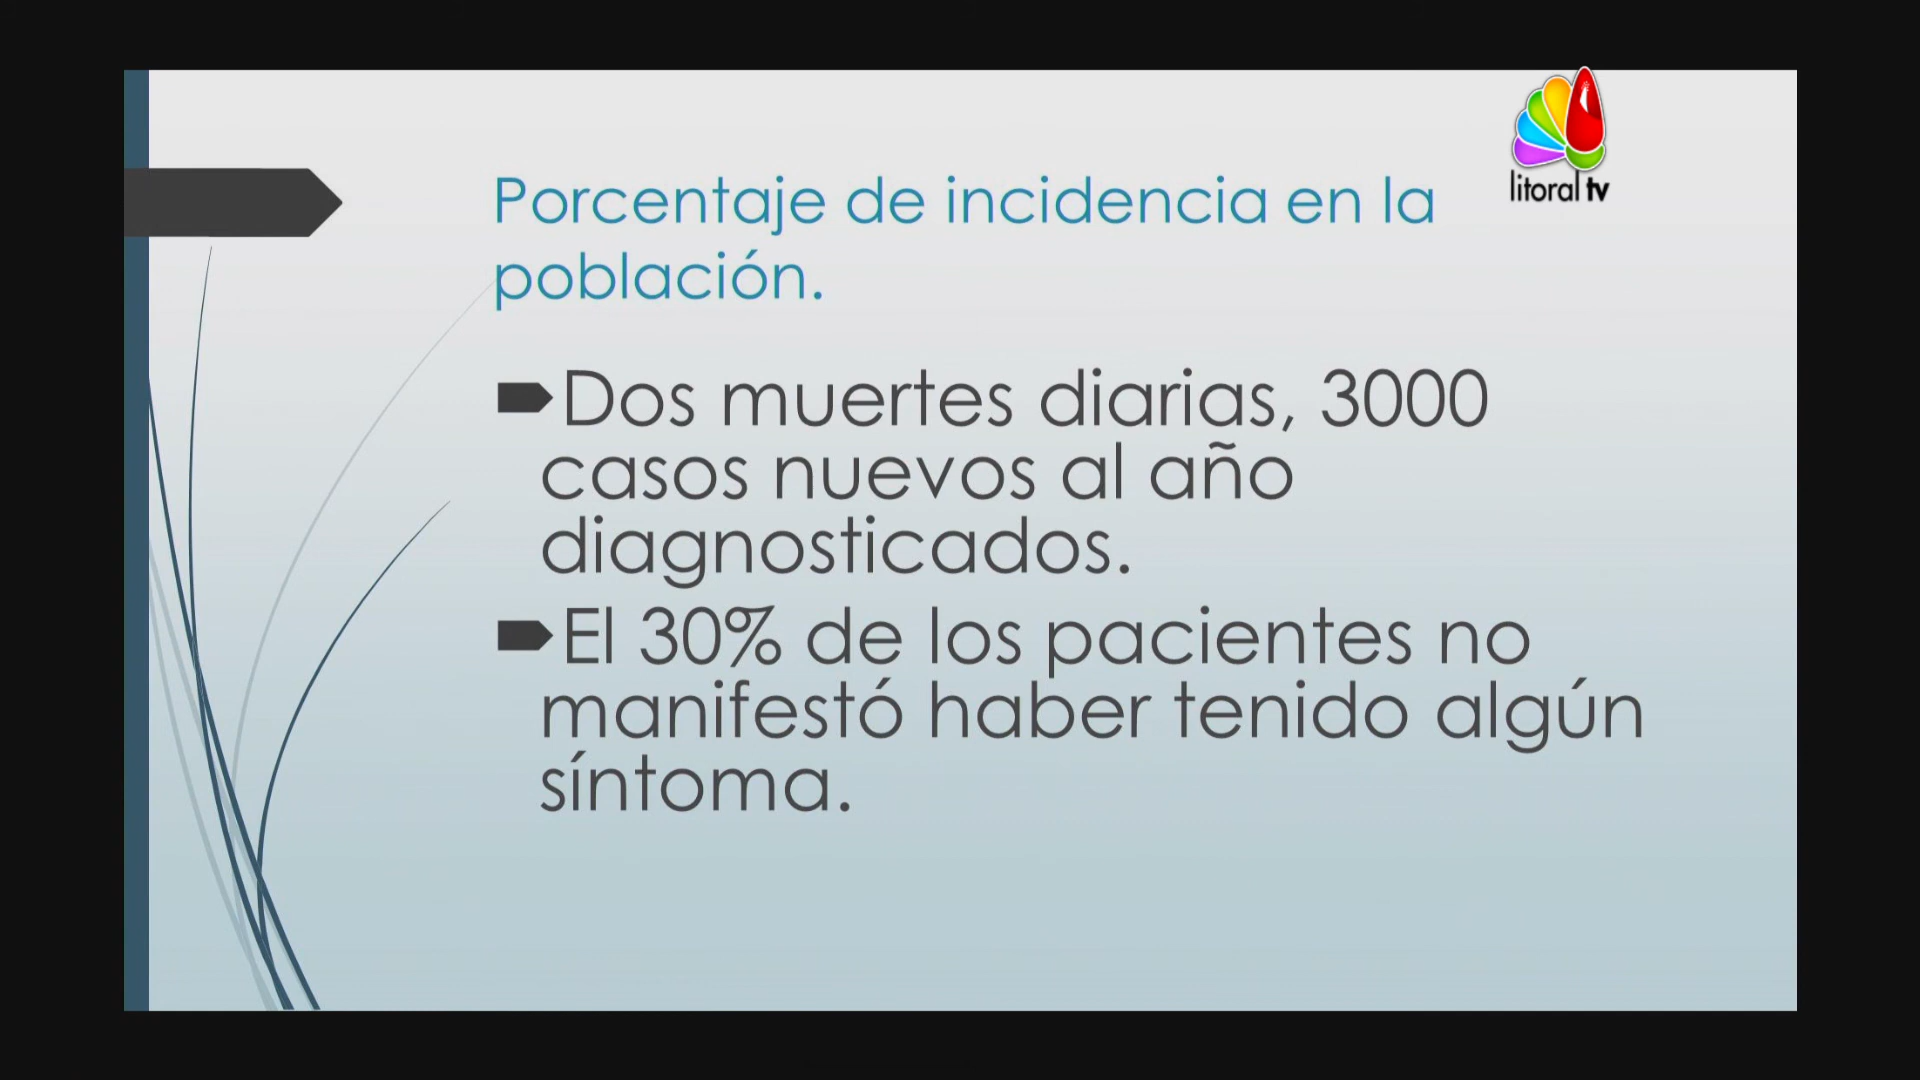 litoral tv
Porcentaje de incidencia en la
población.
Dos muertes diarias, 3000
casos nuevos al año
diagnosticados.
El 30% de los pacientes no
manifestó haber tenido algún
síntoma.